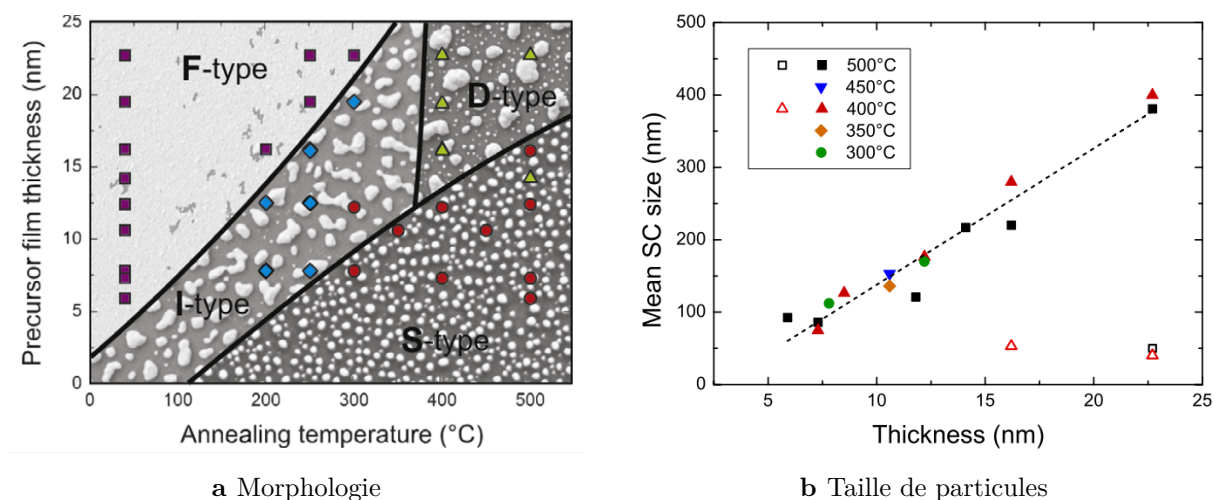 Precursor film thickness (nm)
25
20
15
10
5
0
F-type
D-type
I-type
S-type
0 100 200 300 400 500
Annealing temperature (°C)
a Morphologie
Mean SC size (nm)
500
400
300
200
100
0
500°C
450°C
400°C
350°C
300°C
5 10 15 20 25
Thickness (nm)
b Taille de particules